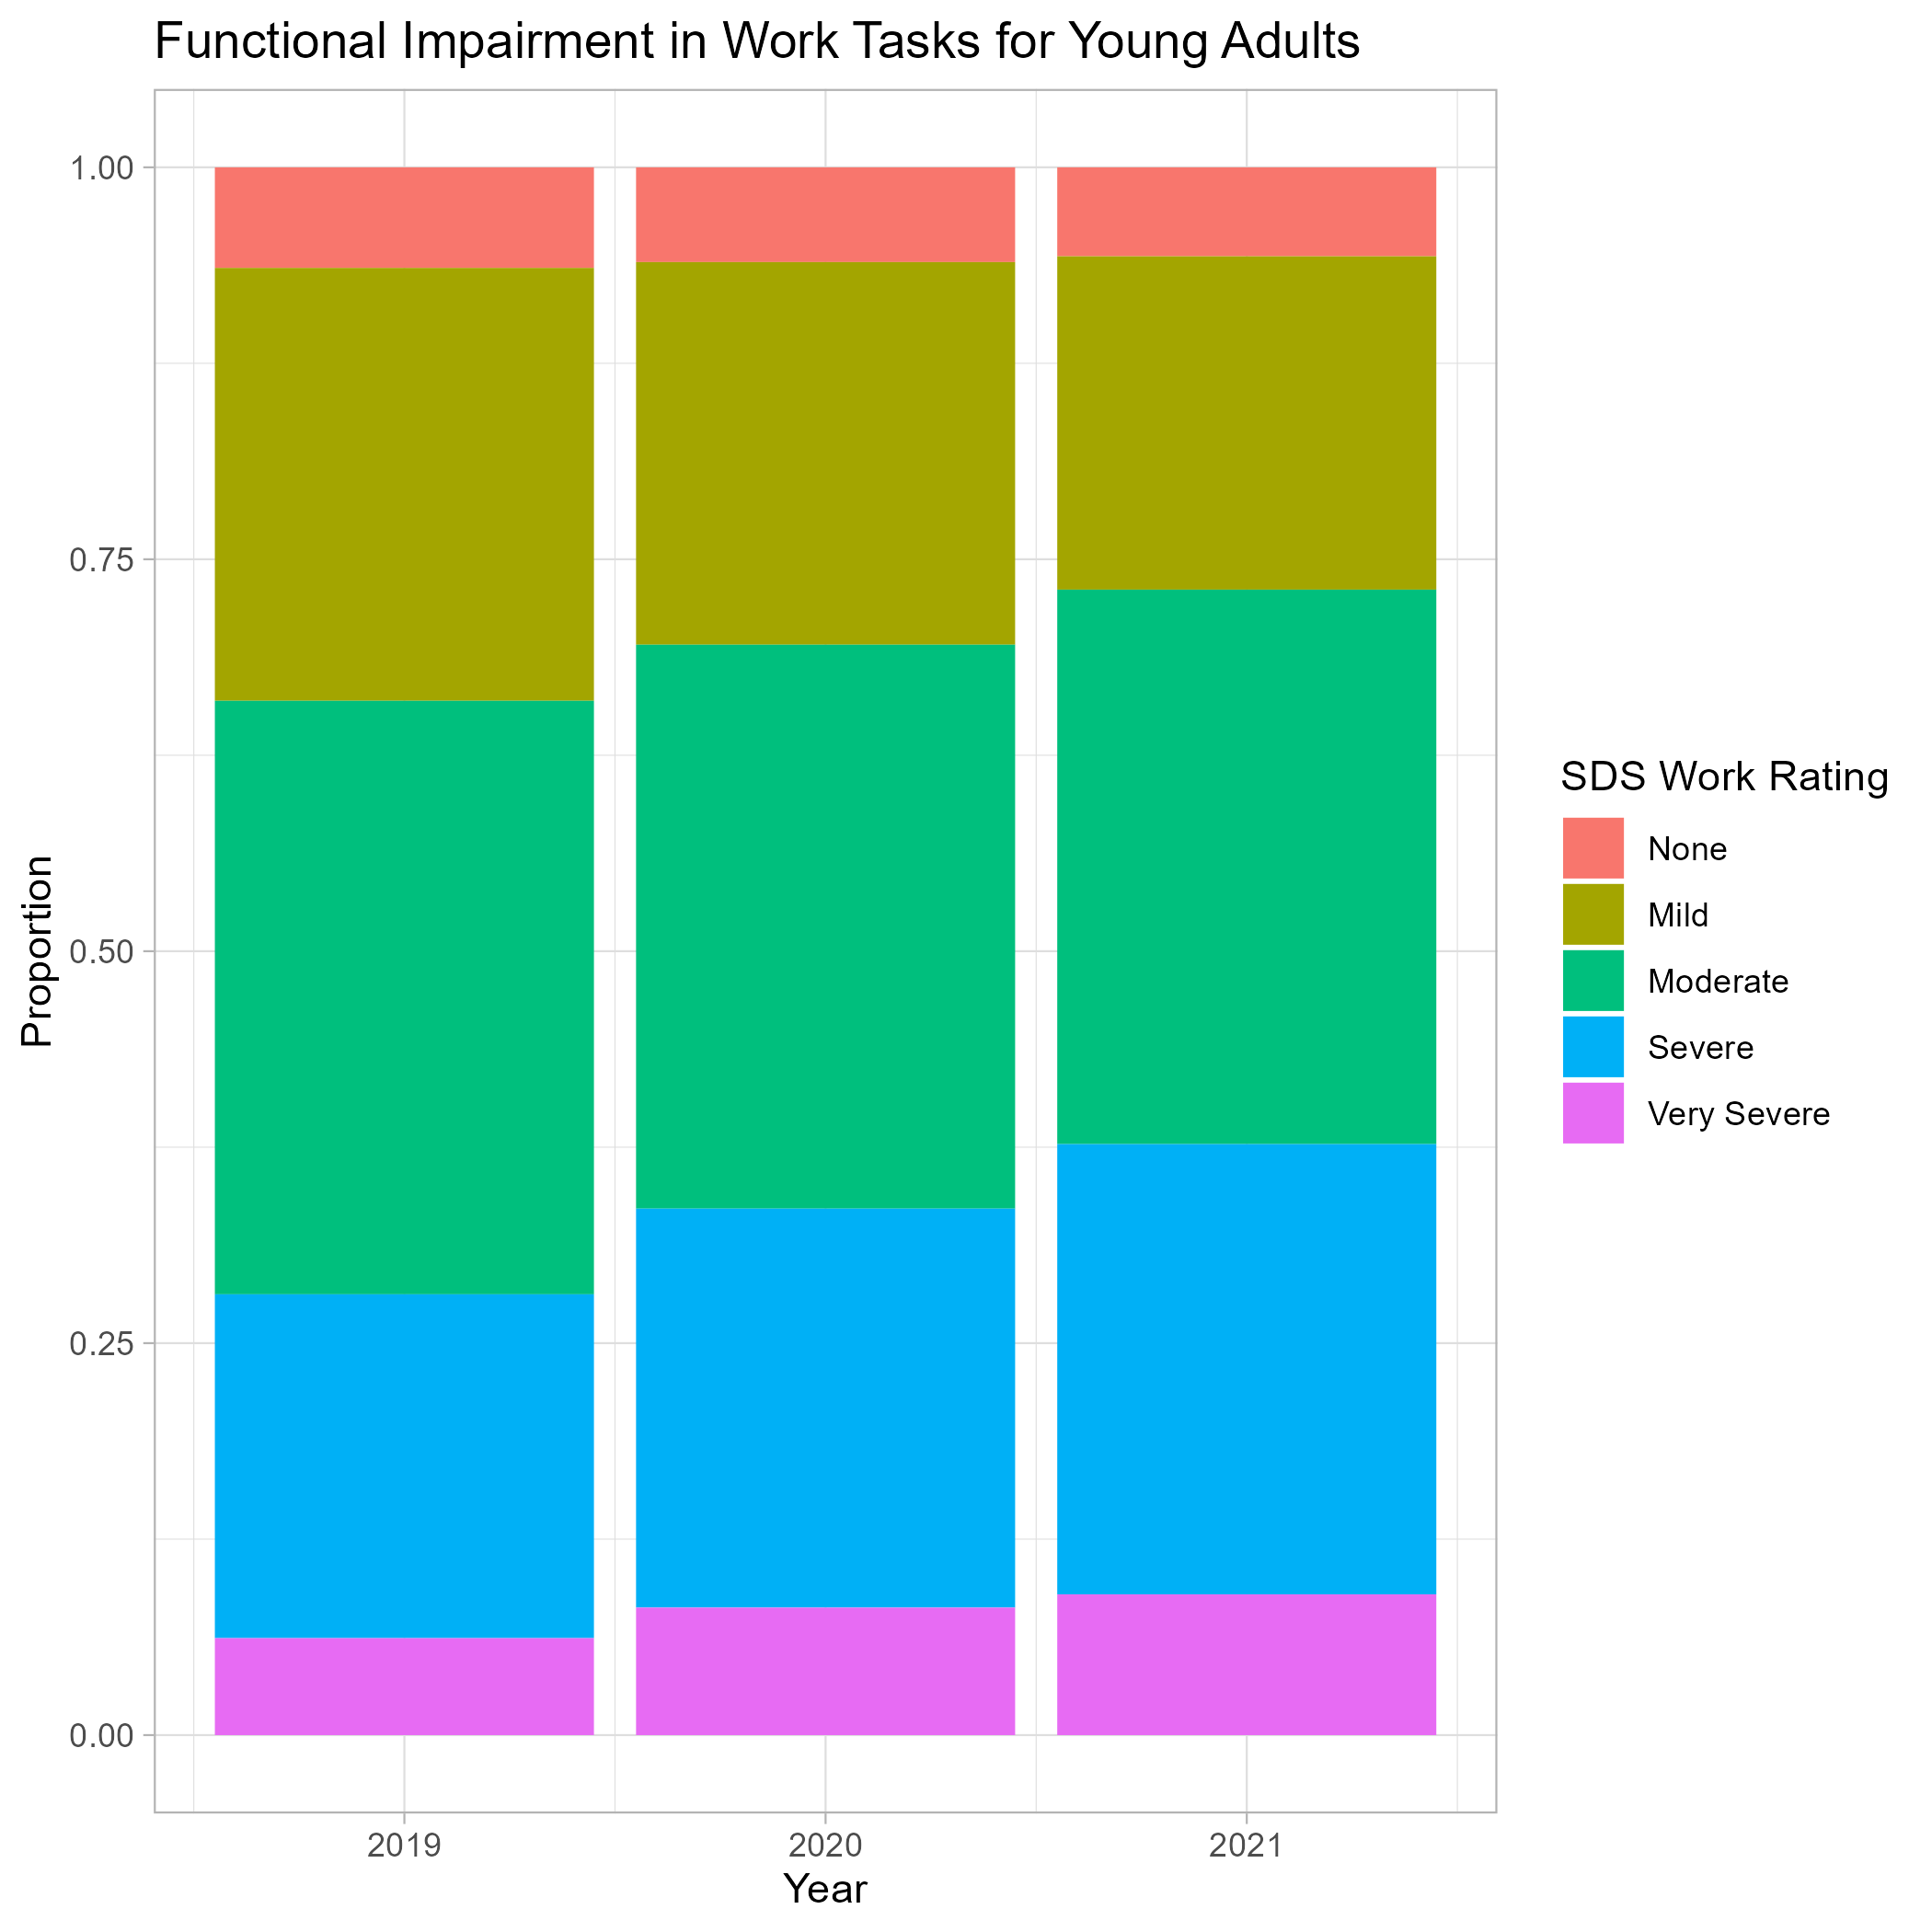 Functional Impairment in Work Tasks for Young Adults
1.00
0.75
0.50
0.25
0.00
Proportion
2019 2020 2021
Year
SDS Work Rating
None
Mild
Moderate
Severe
Very Severe